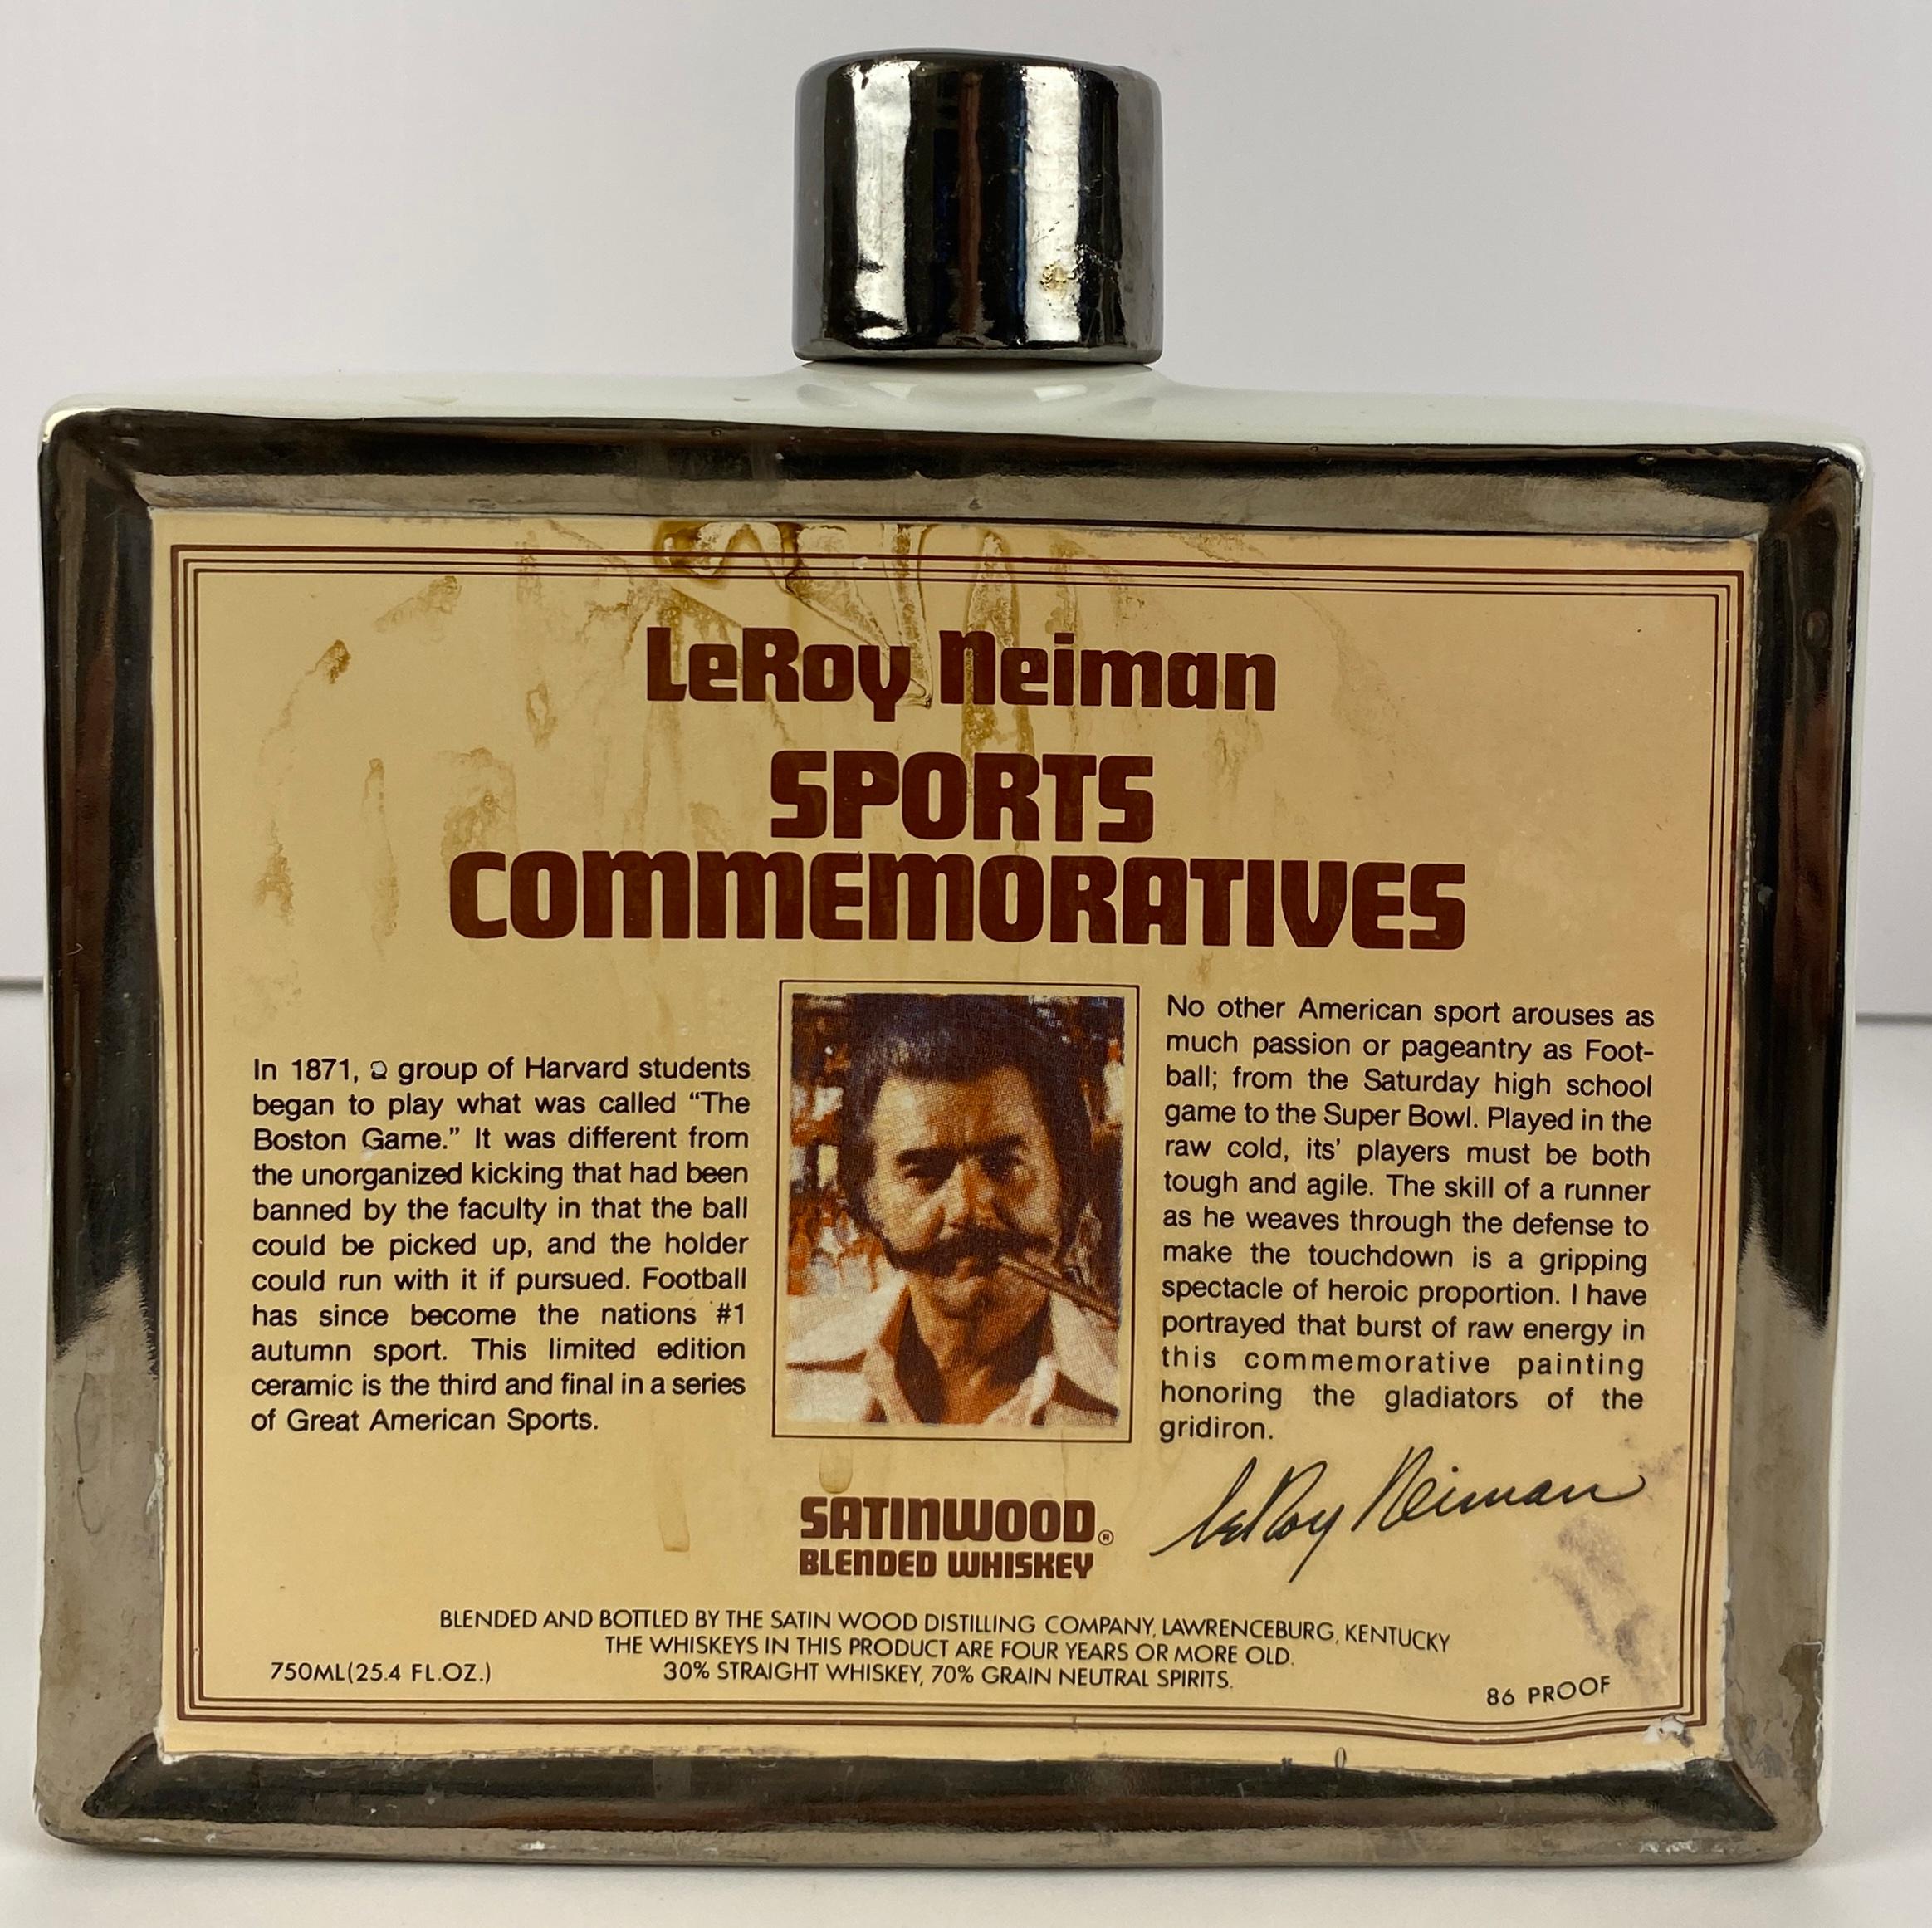 LeRoy Neiman
SPORTS
COMMEMORATIVES
In 1871, a group of Harvard students
began to play what was called “The
Boston Game.” It was different from
the unorganized kicking that had been
banned by the faculty in that the ball
could be picked up, and the holder
could run with it if pursued. Football
has since become the nations #1
autumn sport. This limited edition
ceramic is the third and final in a series
of Great American Sports.
No other American sport arouses as
much passion or pageantry as Foot-
ball; from the Saturday high school
game to the Super Bowl. Played in the
raw cold, its’ players must be both
tough and agile. The skill of a runner
as he weaves through the defense to
make the touchdown is a gripping
spectacle of heroic proportion. I have
portrayed that burst of raw energy in
this commemorative painting
honoring the gladiators of the
gridiron.
LeRoy Neiman
SATINWOOD®
BLENDED WHISKEY
BLENDED AND BOTTLED BY THE SATIN WOOD DISTILLING COMPANY, LAWRENCEBURG, KENTUCKY
THE WHISKEYS IN THIS PRODUCT ARE FOUR YEARS OR MORE OLD.
30% STRAIGHT WHISKEY, 70% GRAIN NEUTRAL SPIRITS.
750ML(25.4 FL.OZ.)
86 PROOF